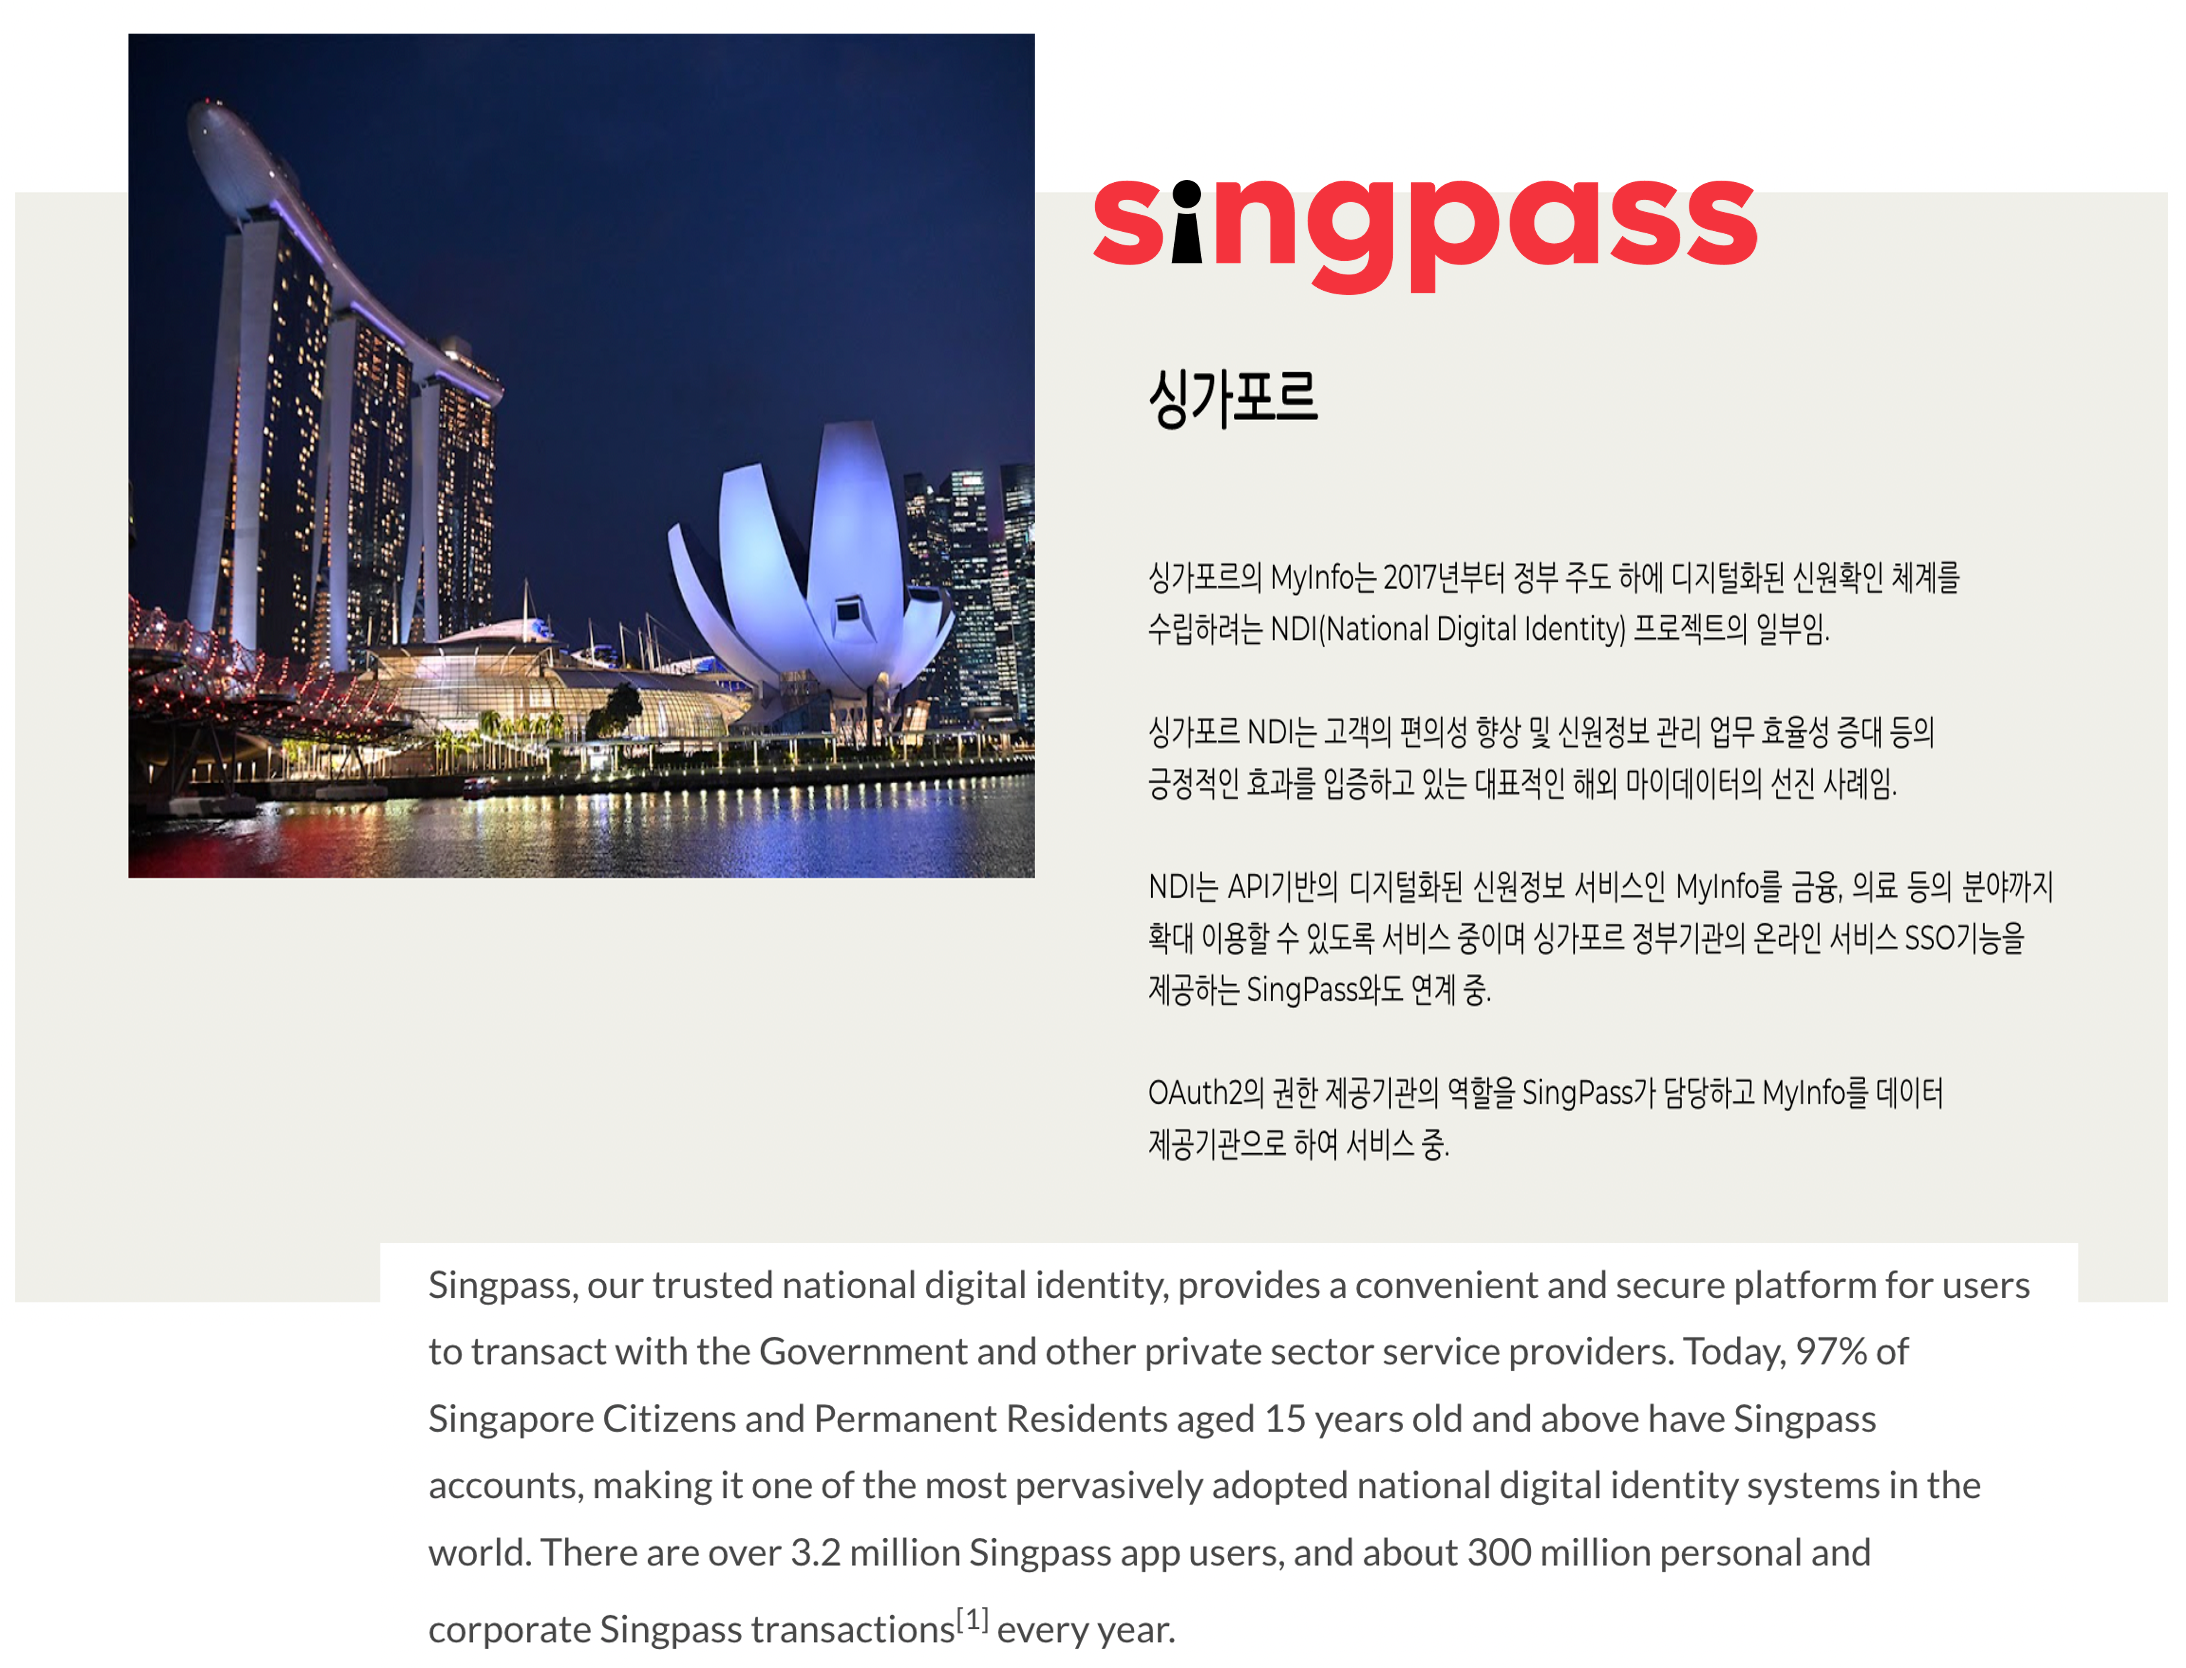 singpass
싱가포르
싱가포르의 MyInfo는 2017년부터 정부 주도 하에 디지털화된 신원확인 체계를
수립하려는 NDI(National Digital Identity) 프로젝트의 일부임.
싱가포르 NDI는 고객의 편의성 향상 및 신원정보 관리 업무 효율성 증대 등의
긍정적인 효과를 입증하고 있는 대표적인 해외 마이데이터의 선진 사례임.
NDI는 API기반의 디지털화된 신원정보 서비스인 MyInfo를 금융, 의료 등의 분야까지
확대 이용할 수 있도록 서비스 중이며 싱가포르 정부기관의 온라인 서비스 SSO기능을
제공하는 SingPass와도 연계 중.
OAuth2의 권한 제공기관의 역할을 SingPass가 담당하고 MyInfo를 데이터
제공기관으로 하여 서비스 중.
Singpass, our trusted national digital identity, provides a convenient and secure platform for users
to transact with the Government and other private sector service providers. Today, 97% of
Singapore Citizens and Permanent Residents aged 15 years old and above have Singpass
accounts, making it one of the most pervasively adopted national digital identity systems in the
world. There are over 3.2 million Singpass app users, and about 300 million personal and
corporate Singpass transactions[1] every year.